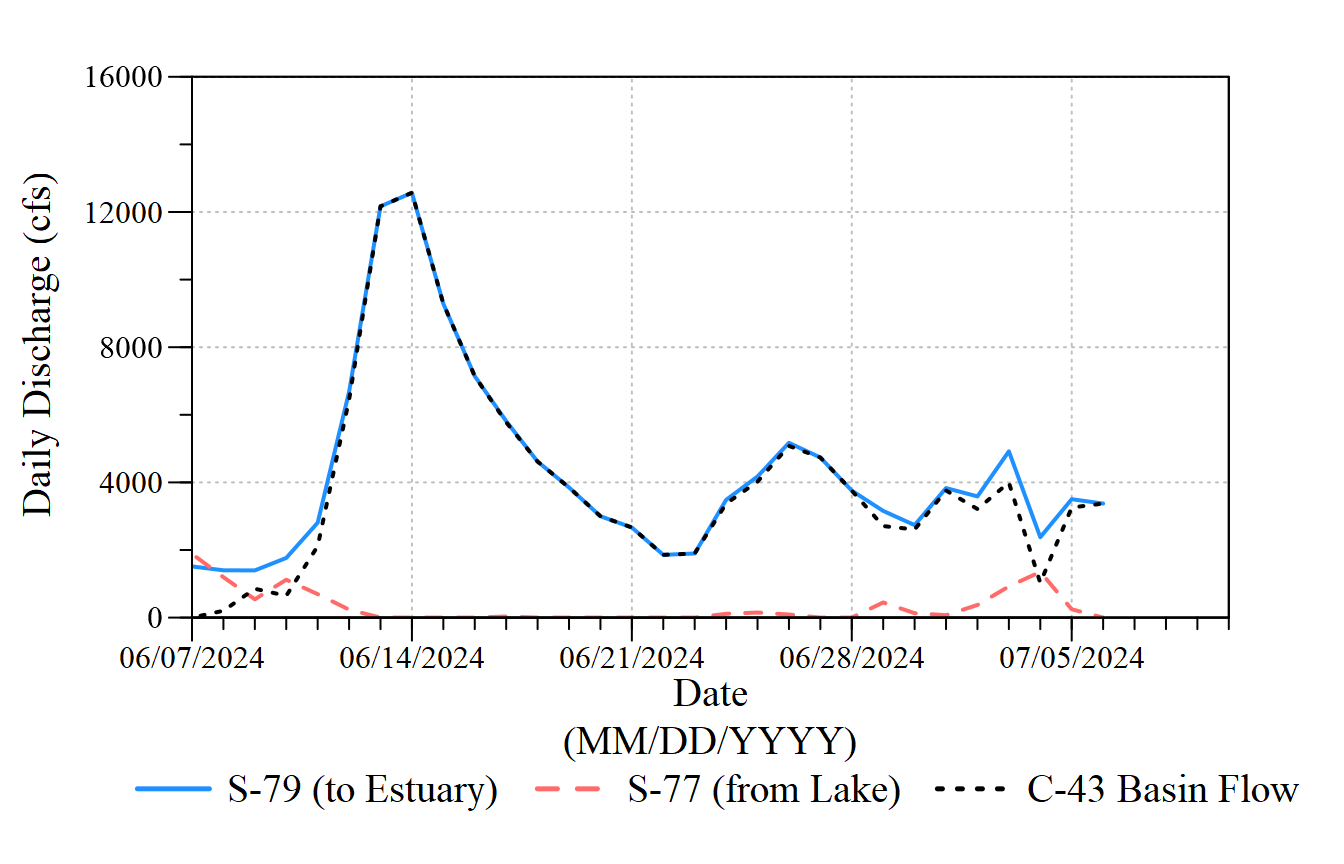 16000
12000
8000
4000
0
Daily Discharge (cfs)
06/07/2024 06/14/2024 06/21/2024 06/28/2024 07/05/2024
Date
(MM/DD/YYYY)
S-79 (to Estuary) S-77 (from Lake) C-43 Basin Flow